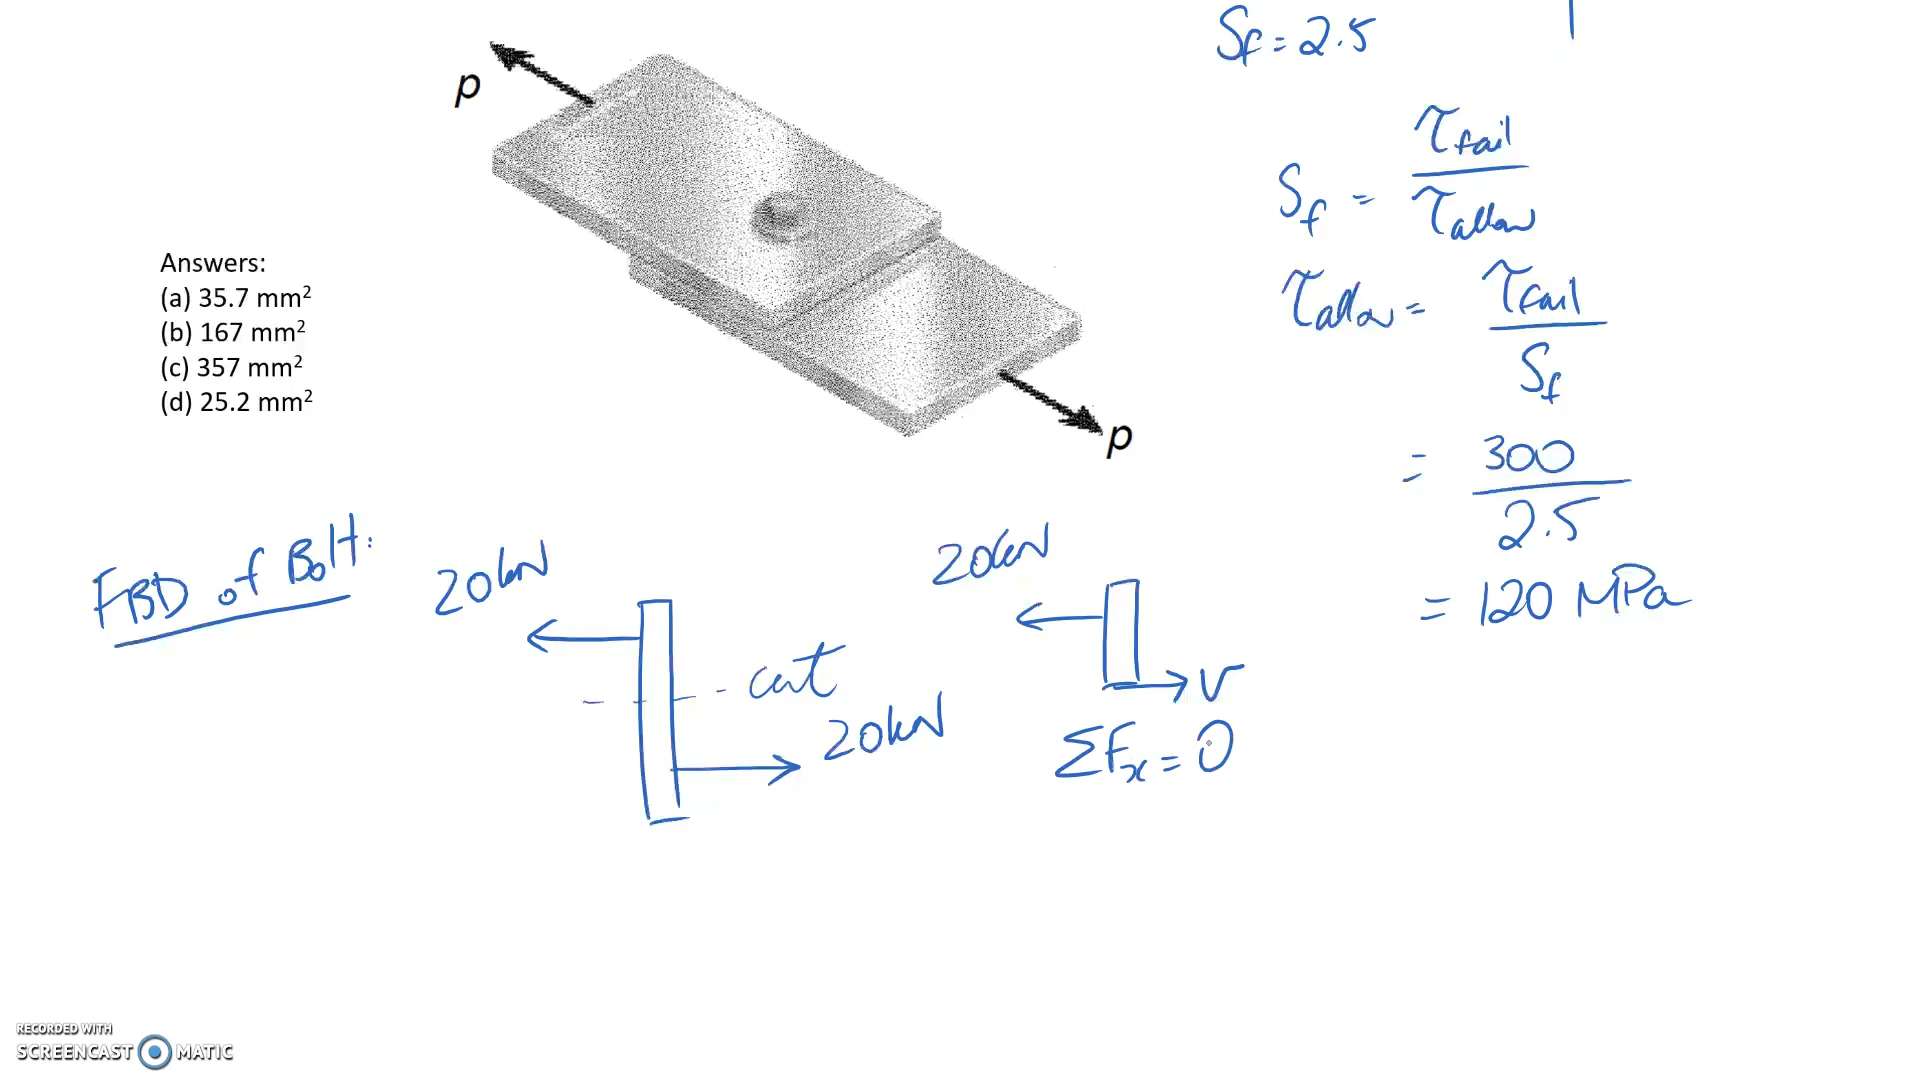 p
p
Answers:
(a) 35.7 mm²
(b) 167 mm²
(c) 357 mm²
(d) 25.2 mm²
Sf = 2.5
Sf = τfail / τallow
τallow = τfail / Sf
= 300 / 2.5
= 120 MPa
FBD of Bolt:
20kN
cut
20kN
20kN
V
ΣFx = 0
RECORDED WITH
SCREENCAST MATIC